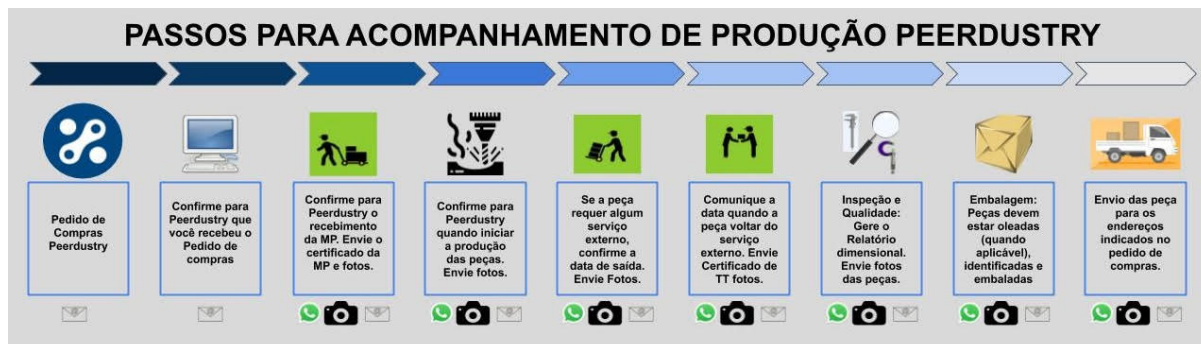 PASSOS PARA ACOMPANHAMENTO DE PRODUÇÃO PEERDUSTRY
Pedido de
Compras
Peerdustry
Confirme para
Peerdustry que
você recebeu o
Pedido de
compras
Confirme para
Peerdustry o
recebimento
da MP. Envie o
certificado da
MP e fotos.
Confirme para
Peerdustry
quando iniciar
a produção
das peças.
Envie fotos.
Se a peça
requer algum
serviço
externo,
confirme a
data de saída.
Envie Fotos.
Comunique a
data quando a
peça voltar do
serviço
externo. Envie
Certificado de
TT fotos.
Inspeção e
Qualidade:
Gere o
Relatório
dimensional.
Envie fotos
das peças.
Embalagem:
Peças devem
estar oleadas
(quando
aplicável),
identificadas e
embaladas
Envio das peça
para os
endereços
indicados no
pedido de
compras.